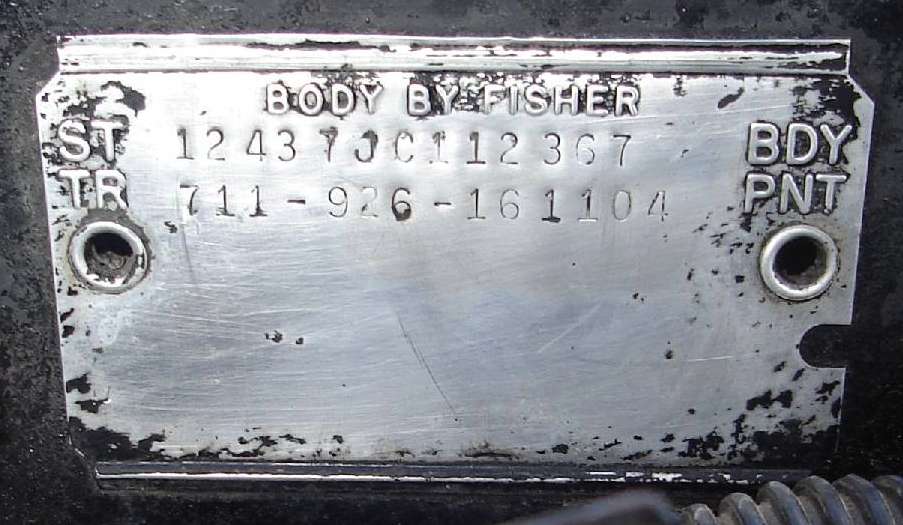 BODY BY FISHER
ST 12437JC112367 BDY
TR 711-926-161104 PNT